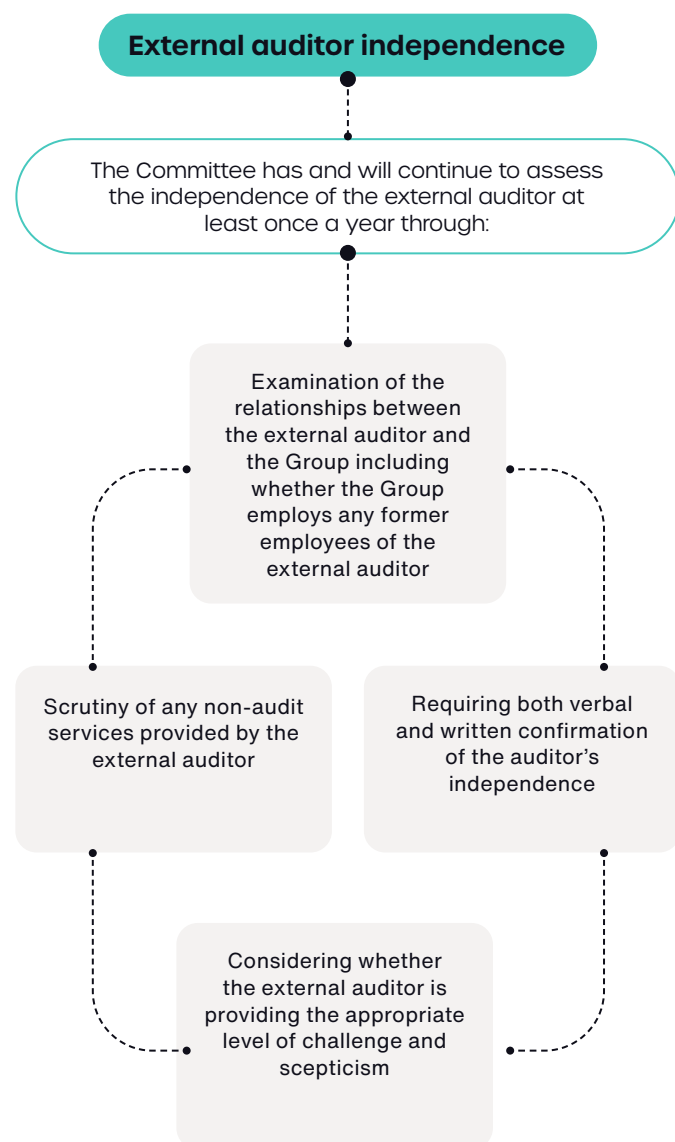 External auditor independence
The Committee has and will continue to assess
the independence of the external auditor at
least once a year through:
Examination of the
relationships between
the external auditor and
the Group including
whether the Group
employs any former
employees of the
external auditor
Scrutiny of any non-audit
services provided by the
external auditor
Requiring both verbal
and written confirmation
of the auditor’s
independence
Considering whether
the external auditor is
providing the appropriate
level of challenge and
scepticism